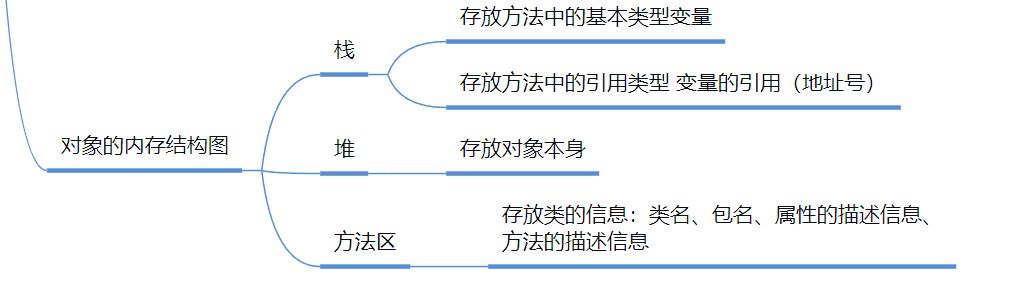 对象的内存结构图
栈
存放方法中的基本类型变量
存放方法中的引用类型 变量的引用（地址号）
堆
存放对象本身
方法区
存放类的信息：类名、包名、属性的描述信息、
方法的描述信息